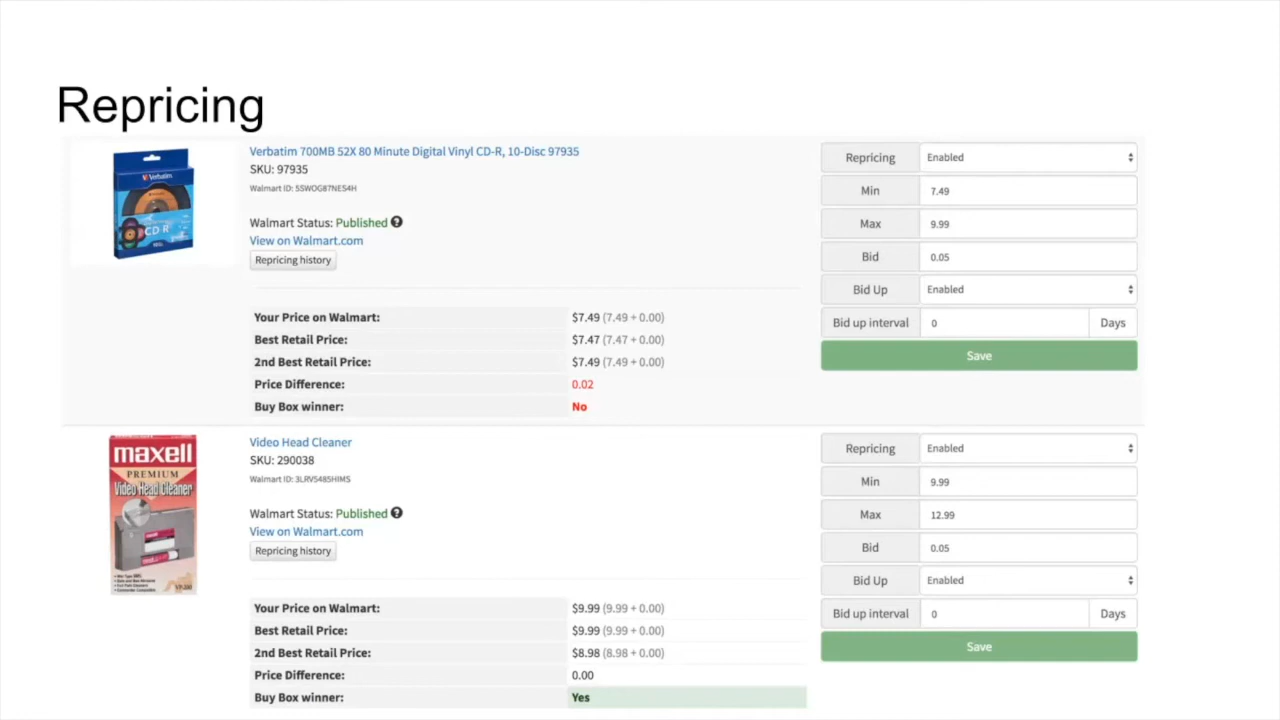 Repricing
Verbatim 700MB 52X 80 Minute Digital Vinyl CD-R, 10-Disc 97935
SKU: 97935
Walmart ID: 5SWOG87NE54H
Walmart Status: Published
View on Walmart.com
Repricing history
Your Price on Walmart: $7.49 (7.49 + 0.00)
Best Retail Price: $7.47 (7.47 + 0.00)
2nd Best Retail Price: $7.49 (7.49 + 0.00)
Price Difference: 0.02
Buy Box winner: No
Repricing Enabled
Min 7.49
Max 9.99
Bid 0.05
Bid Up Enabled
Bid up interval 0 Days
Save
Verbatim
CD-R
Video Head Cleaner
SKU: 290038
Walmart ID: 3LRV5485HIMS
Walmart Status: Published
View on Walmart.com
Repricing history
Your Price on Walmart: $9.99 (9.99 + 0.00)
Best Retail Price: $9.99 (9.99 + 0.00)
2nd Best Retail Price: $8.98 (8.98 + 0.00)
Price Difference: 0.00
Buy Box winner: Yes
Repricing Enabled
Min 9.99
Max 12.99
Bid 0.05
Bid Up Enabled
Bid up interval 0 Days
Save
maxell
PREMIUM
Video Head Cleaner